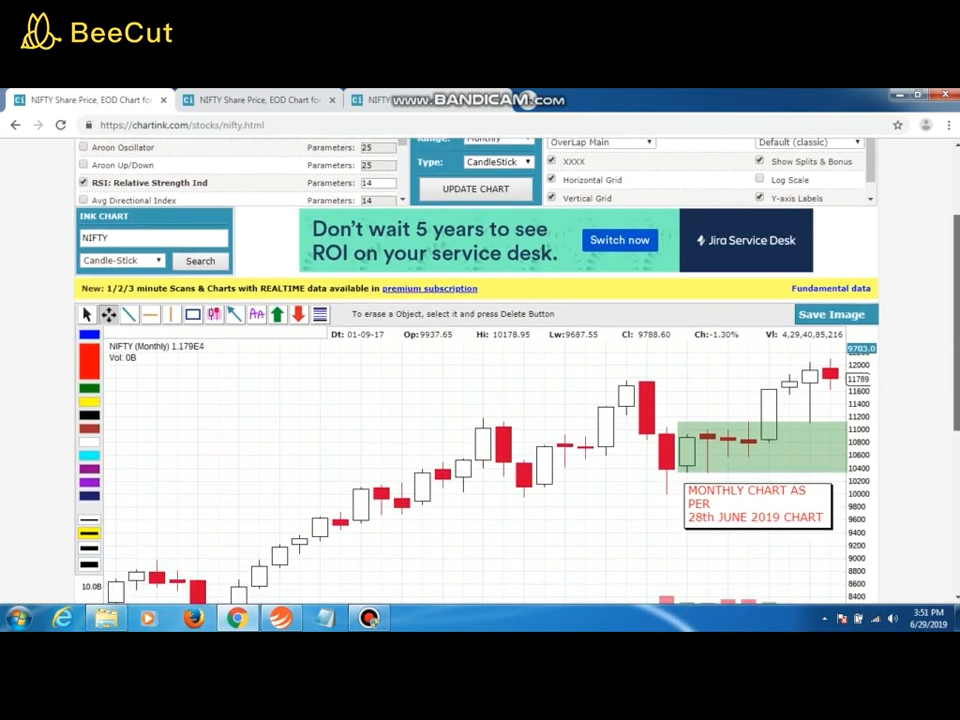 BeeCut
NIFTY Share Price, EOD Chart for
NIFTY Share Price, EOD Chart for
NIFTY
www.BANDICAM.com
https://chartink.com/stocks/nifty.html
Aroon Oscillator Parameters: 25
Aroon Up/Down Parameters: 25
RSI: Relative Strength Ind Parameters: 14
Avg Directional Index Parameters: 14
Monthly
Type: CandleStick
UPDATE CHART
OverLap Main Default (classic)
XXXX Show Splits & Bonus
Horizontal Grid Log Scale
Vertical Grid Y-axis Labels
INK CHART
NIFTY
Candle-Stick Search
Don't wait 5 years to see
ROI on your service desk.
Switch now
Jira Service Desk
New: 1/2/3 minute Scans & Charts with REALTIME data available in premium subscription Fundamental data
To erase a Object, select it and press Delete Button
Save Image
Dt: 01-09-17 Op: 9937.65 Hi: 10178.95 Lw: 9687.55 Cl: 9788.60 Ch: -1.30% Vl: 4,29,40,85,216
NIFTY (Monthly) 1.179E4
Vol: 0B
9703.0
12000
11789
11600
11400
11200
11000
10800
10600
10400
10200
10000
9800
9600
9400
9200
9000
8800
8600
8400
10.0B
MONTHLY CHART AS
PER
28th JUNE 2019 CHART
3:51 PM
6/29/2019